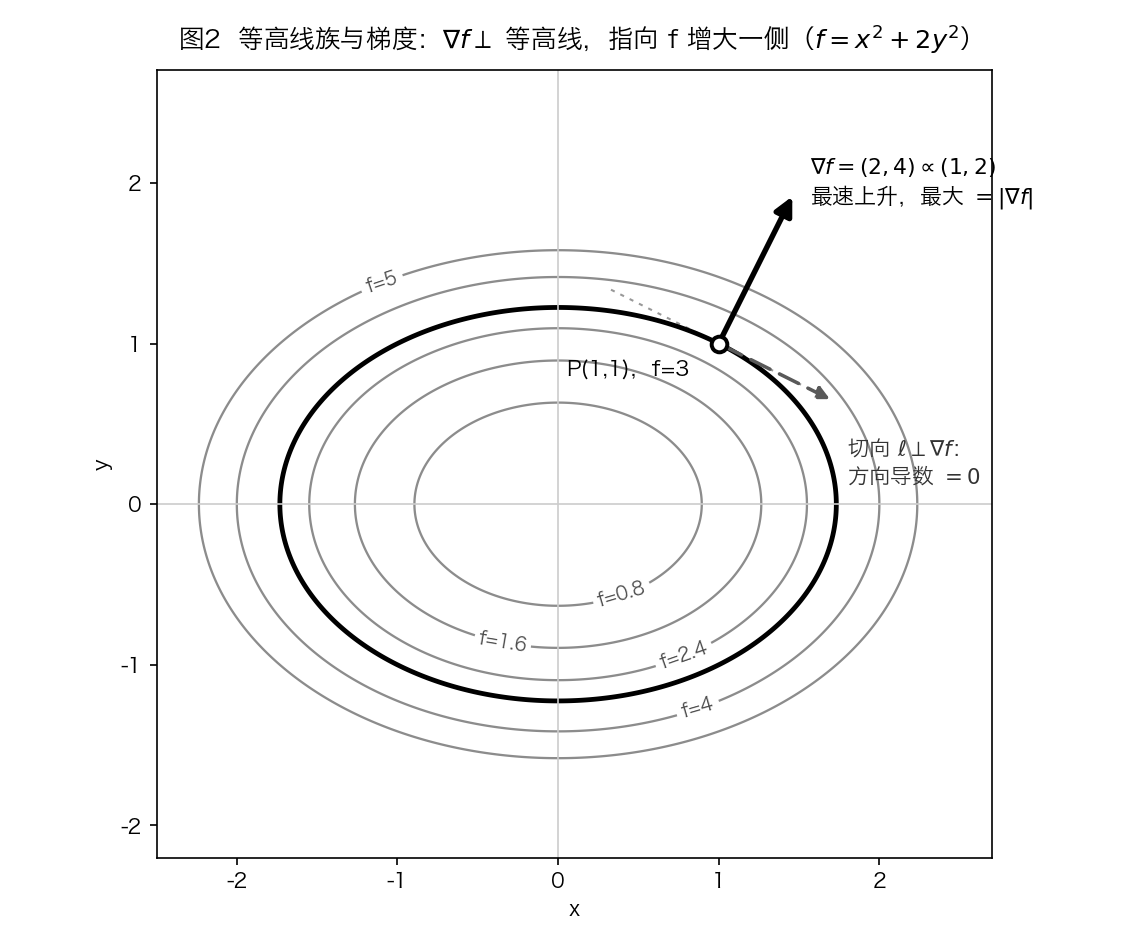 图2 等高线族与梯度：∇f⊥ 等高线，指向 f 增大一侧（f = x² + 2y²）
∇f = (2, 4) ∝ (1, 2)
最速上升，最大 = |∇f|
f=5
P(1,1)，f=3
切向 ℓ⊥∇f:
方向导数 = 0
f=0.8
f=1.6
f=2.4
f=4
2
1
0
-1
-2
y
-2
-1
0
1
2
x